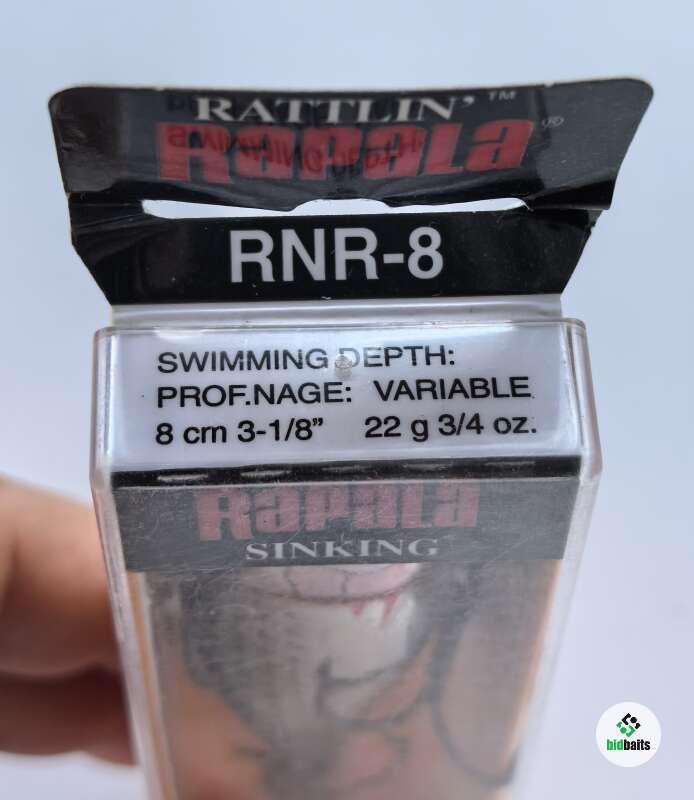 RATTLIN'™
RAPALA®
RNR-8
SWIMMING DEPTH:
PROF.NAGE: VARIABLE
8 cm 3-1/8” 22 g 3/4 oz.
RAPALA
SINKING
bidbaits